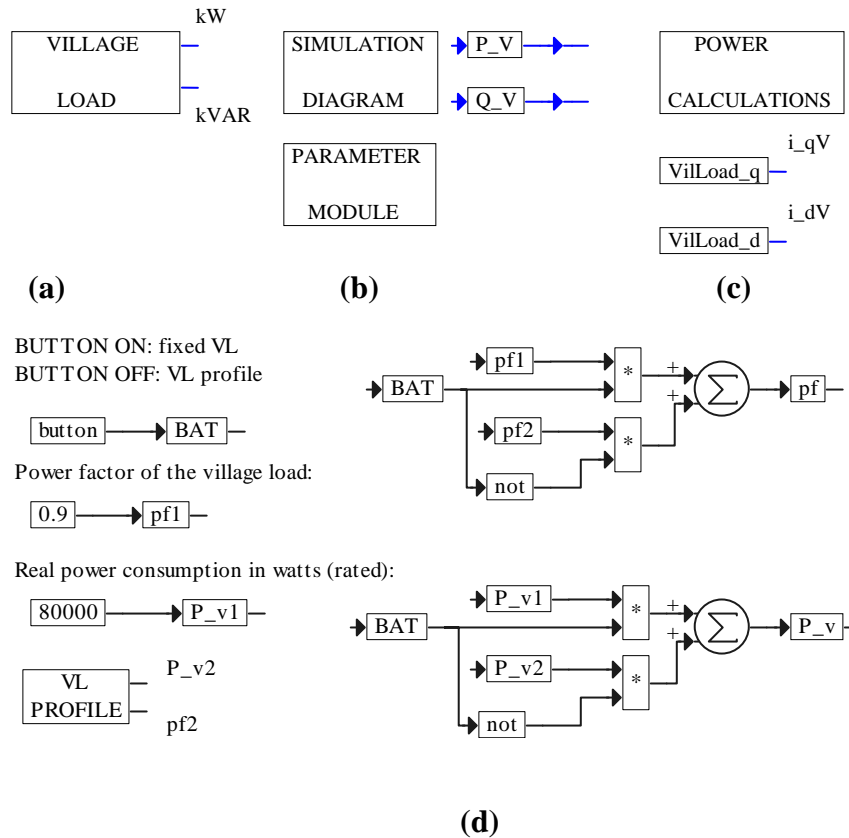 kW
VILLAGE
LOAD
kVAR
SIMULATION
DIAGRAM
P_V
Q_V
PARAMETER
MODULE
POWER
CALCULATIONS
i_qV
VilLoad_q
i_dV
VilLoad_d
(a)
(b)
(c)
BUTTON ON: fixed VL
BUTTON OFF: VL profile
button
BAT
Power factor of the village load:
0.9
pf1
BAT
pf1
*
pf2
*
not
+
+
Σ
pf
Real power consumption in watts (rated):
80000
P_v1
VL
PROFILE
P_v2
pf2
BAT
P_v1
*
P_v2
*
not
+
+
Σ
P_v
(d)